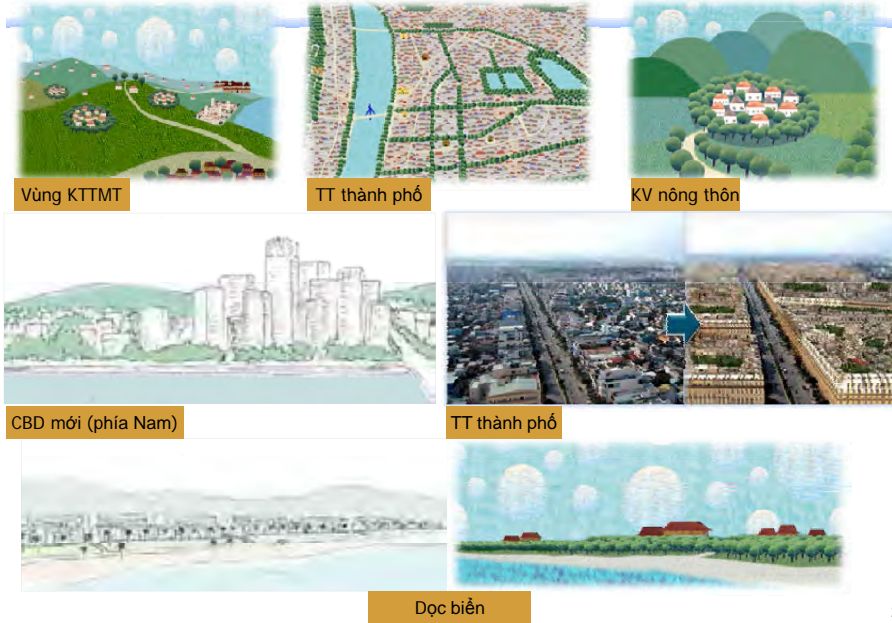 Vùng KTTMT
TT thành phố
KV nông thôn
CBD mới (phía Nam)
TT thành phố
Dọc biển